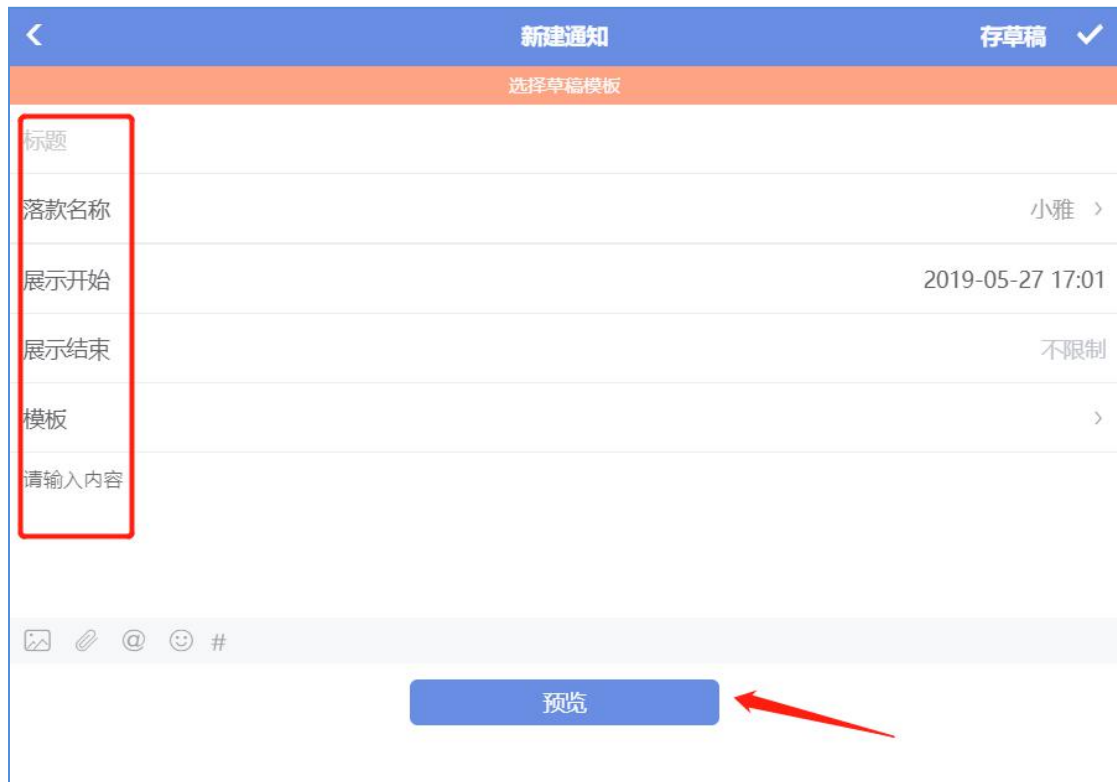 新建通知 存草稿
选择草稿模板
标题
落款名称 小雅
展示开始 2019-05-27 17:01
展示结束 不限制
模板
请输入内容
@ #
预览